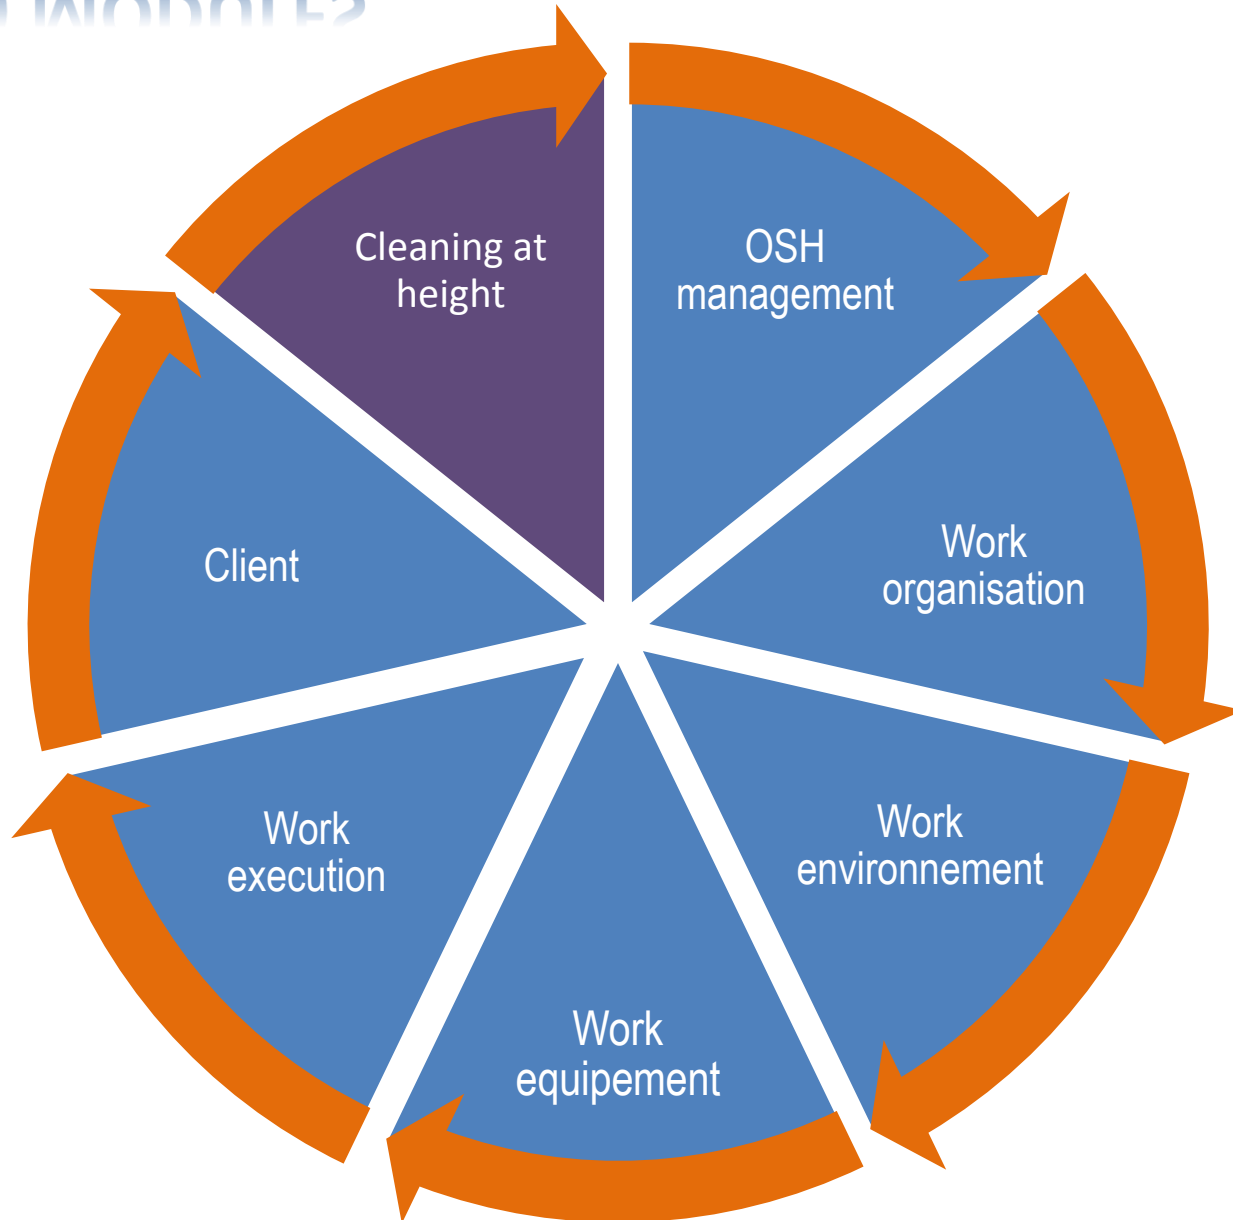 Cleaning at
height
OSH
management
Work
organisation
Work
environnement
Work
equipement
Work
execution
Client